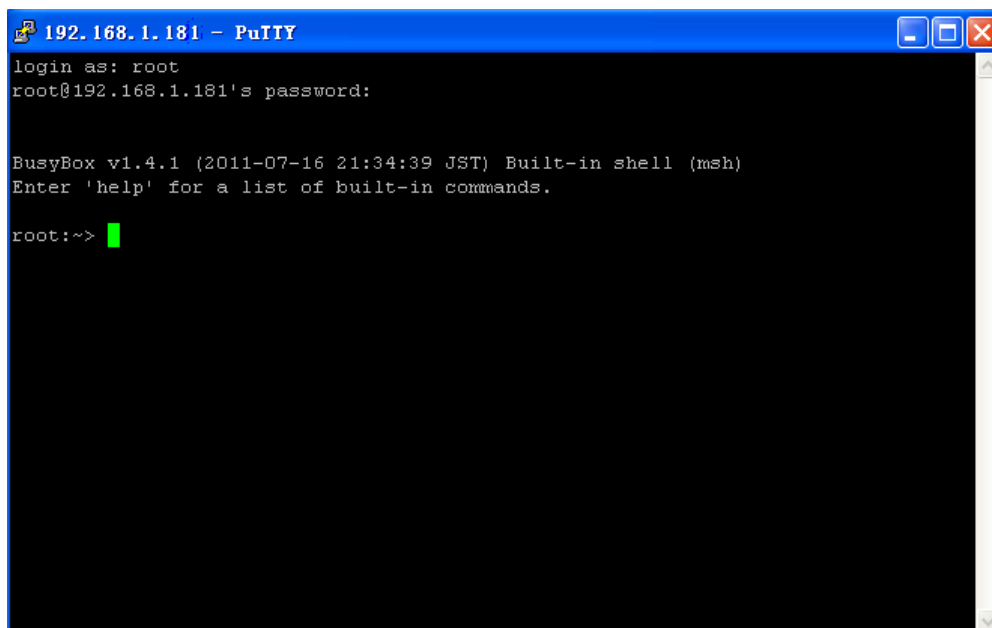 192.168.1.181 - PuTTY
login as: root
root@192.168.1.181's password:
BusyBox v1.4.1 (2011-07-16 21:34:39 JST) Built-in shell (msh)
Enter 'help' for a list of built-in commands.
root:~>